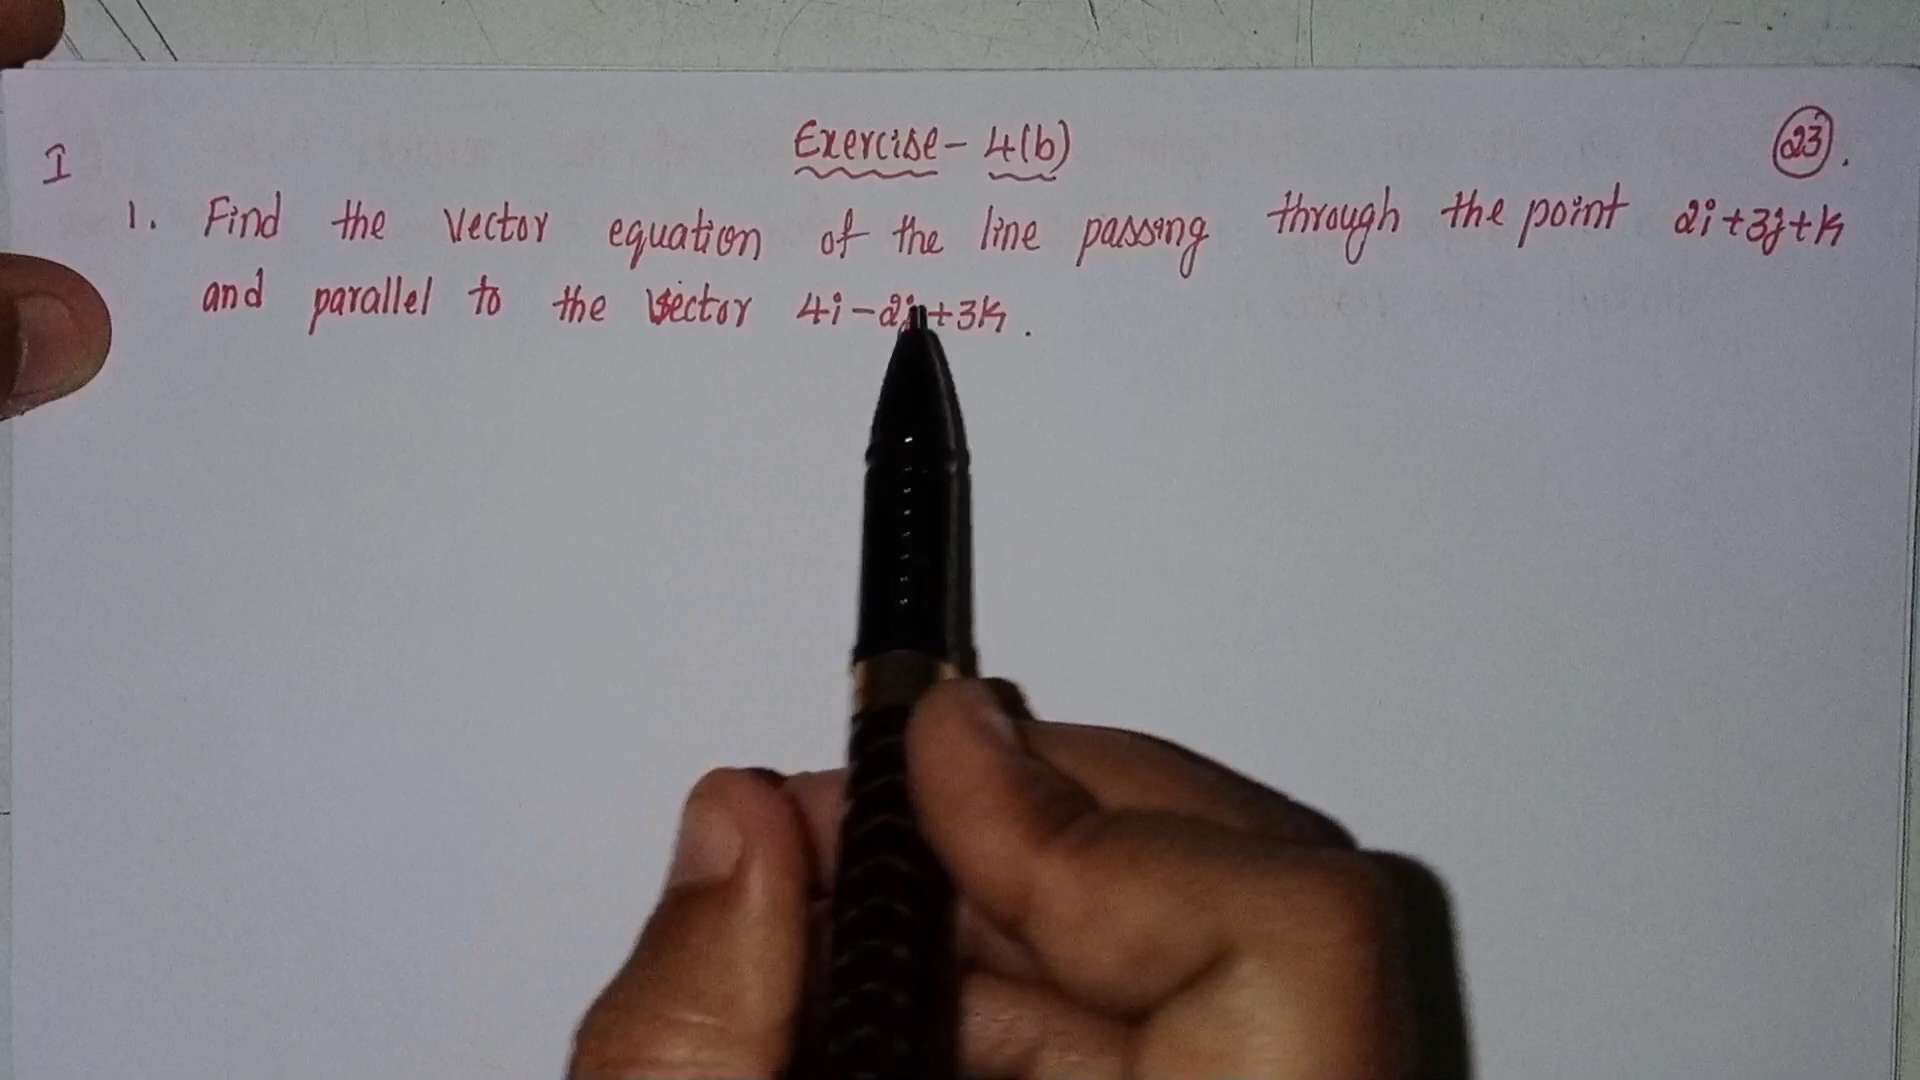 Exercise - 4(b)
23.
I
1. Find the vector equation of the line passing through the point 2i+3j+k
and parallel to the vector 4i-2j+3k.